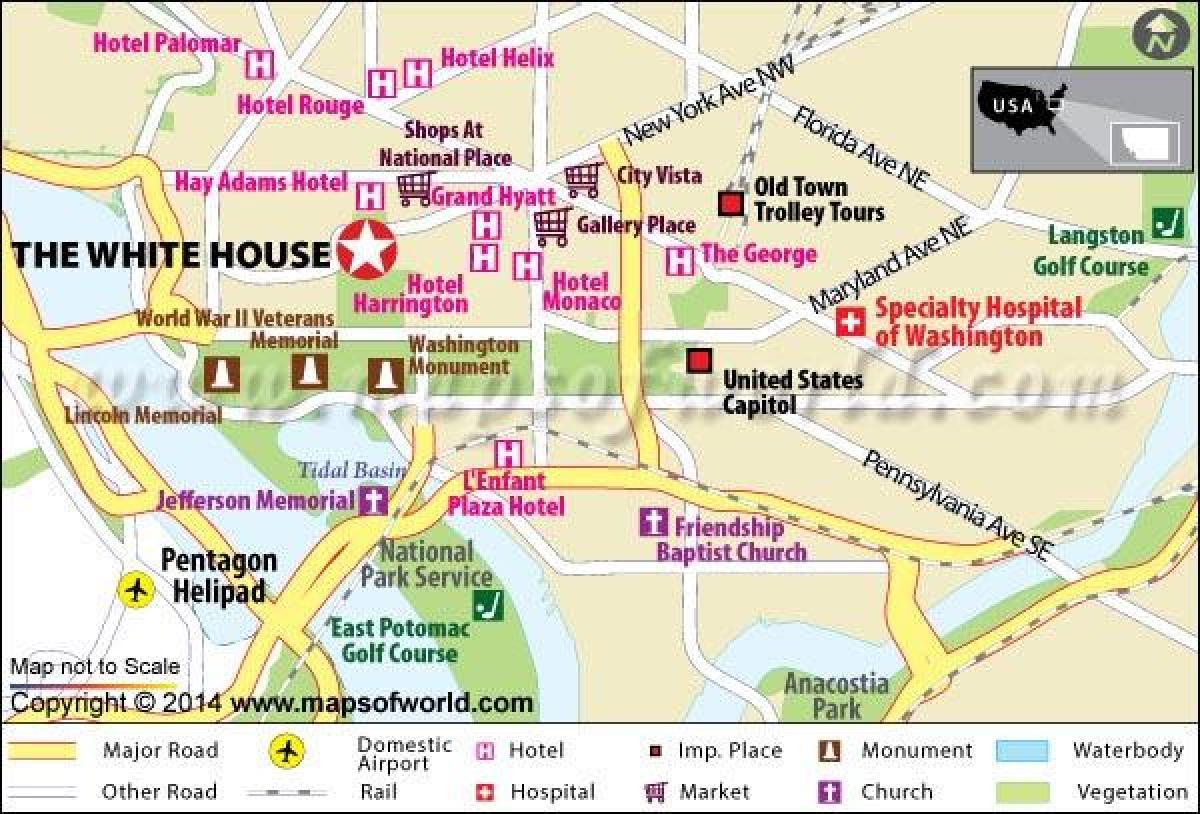 N
USA
Hotel Palomar
Hotel Helix
Hotel Rouge
New York Ave NW
Florida Ave NE
Shops At
National Place
Hay Adams Hotel
Grand Hyatt
City Vista
Gallery Place
Old Town
Trolley Tours
Langston
Golf Course
THE WHITE HOUSE
The George
Maryland Ave NE
Hotel
Harrington
Hotel
Monaco
Specialty Hospital
of Washington
World War II Veterans
Memorial
Washington
Monument
United States
Capitol
www.mapsofworld.com
Lincoln Memorial
Tidal Basin
Jefferson Memorial
L'Enfant
Plaza Hotel
Pennsylvania Ave SE
Friendship
Baptist Church
Pentagon
Helipad
National
Park Service
East Potomac
Golf Course
Anacostia
Park
Map not to Scale
Copyright © 2014 www.mapsofworld.com
Major Road
Domestic
Airport
Hotel
Imp. Place
Monument
Waterbody
Other Road
Rail
Hospital
Market
Church
Vegetation